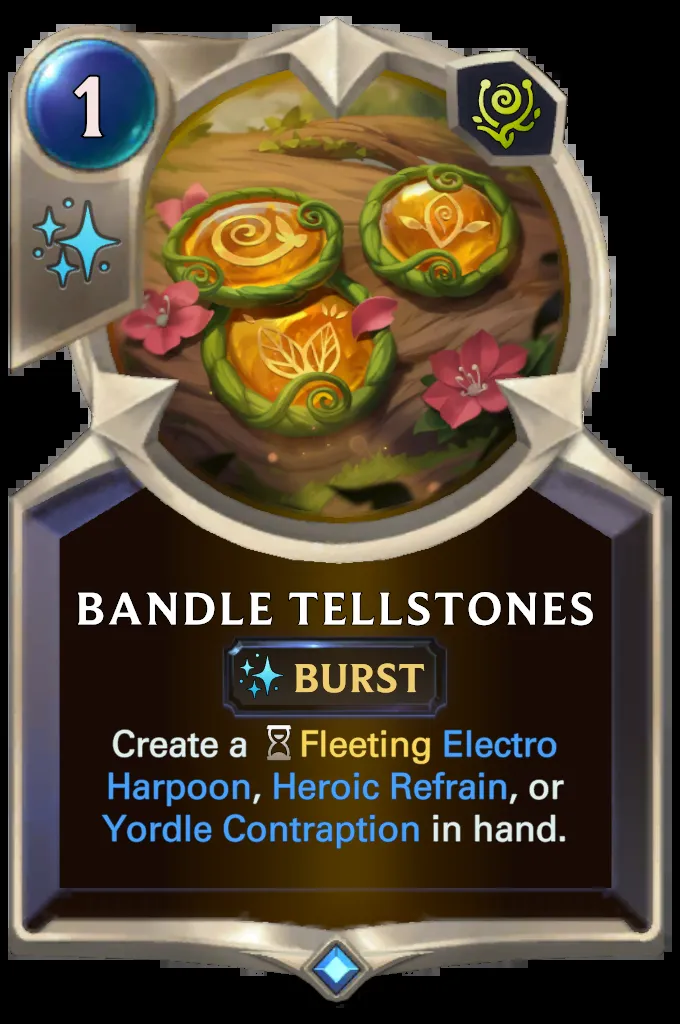 1
BANDLE TELLSTONES
BURST
Create a Fleeting Electro
Harpoon, Heroic Refrain, or
Yordle Contraption in hand.